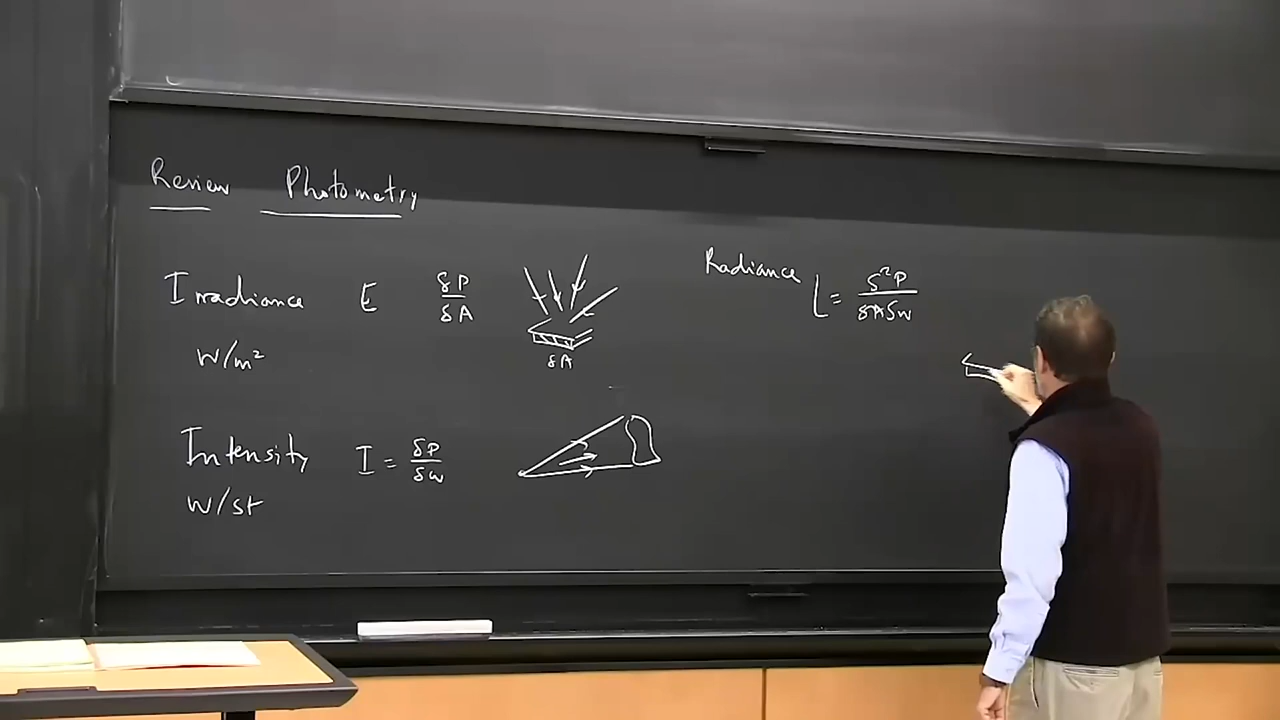 Review Photometry
Irradiance E δP/δA
δA
W/m²
Intensity I = δP/δω
W/sr
Radiance L = δ²P/δAδω